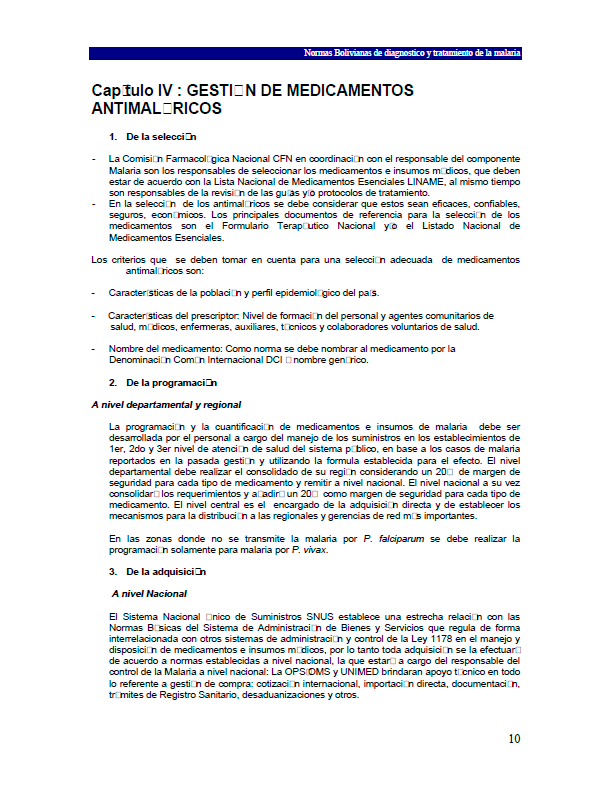 Normas Bolivianas de diagnostico y tratamiento de la malaria
Cap□tulo IV : GESTI□N DE MEDICAMENTOS
ANTIMAL□RICOS
1. De la selecci□n
- La Comisi□n Farmacol□gica Nacional CFN en coordinaci□n con el responsable del componente
Malaria son los responsables de seleccionar los medicamentos e insumos m□dicos, que deben
estar de acuerdo con la Lista Nacional de Medicamentos Esenciales LINAME, al mismo tiempo
son responsables de la revisi□n de las gu□as y□o protocolos de tratamiento.
- En la selecci□n de los antimal□ricos se debe considerar que estos sean eficaces, confiables,
seguros, econ□micos. Los principales documentos de referencia para la selecci□n de los
medicamentos son el Formulario Terap□utico Nacional y□o el Listado Nacional de
Medicamentos Esenciales.
Los criterios que se deben tomar en cuenta para una selecci□n adecuada de medicamentos
antimal□ricos son:
- Caracter□sticas de la poblaci□n y perfil epidemiol□gico del pa□s.
- Caracter□sticas del prescriptor: Nivel de formaci□n del personal y agentes comunitarios de
salud, m□dicos, enfermeras, auxiliares, t□cnicos y colaboradores voluntarios de salud.
- Nombre del medicamento: Como norma se debe nombrar al medicamento por la
Denominaci□n Com□n Internacional DCI □ nombre gen□rico.
2. De la programaci□n
A nivel departamental y regional
La programaci□n y la cuantificaci□n de medicamentos e insumos de malaria debe ser
desarrollada por el personal a cargo del manejo de los suministros en los establecimientos de
1er, 2do y 3er nivel de atenci□n de salud del sistema p□blico, en base a los casos de malaria
reportados en la pasada gesti□n y utilizando la formula establecida para el efecto. El nivel
departamental debe realizar el consolidado de su regi□n considerando un 20□ de margen de
seguridad para cada tipo de medicamento y remitir a nivel nacional. El nivel nacional a su vez
consolidar□ los requerimientos y a□adir□ un 20□ como margen de seguridad para cada tipo de
medicamento. El nivel central es el encargado de la adquisici□n directa y de establecer los
mecanismos para la distribuci□n a las regionales y gerencias de red m□s importantes.
En las zonas donde no se transmite la malaria por P. falciparum se debe realizar la
programaci□n solamente para malaria por P. vivax.
3. De la adquisici□n
A nivel Nacional
El Sistema Nacional □nico de Suministros SNUS establece una estrecha relaci□n con las
Normas B□sicas del Sistema de Administraci□n de Bienes y Servicios que regula de forma
interrelacionada con otros sistemas de administraci□n y control de la Ley 1178 en el manejo y
disposici□n de medicamentos e insumos m□dicos, por lo tanto toda adquisici□n se la efectuar□
de acuerdo a normas establecidas a nivel nacional, la que estar□ a cargo del responsable del
control de la Malaria a nivel nacional: La OPS□OMS y UNIMED brindaran apoyo t□cnico en todo
lo referente a gesti□n de compra: cotizaci□n internacional, importaci□n directa, documentaci□n,
tr□mites de Registro Sanitario, desaduanizaciones y otros.
10